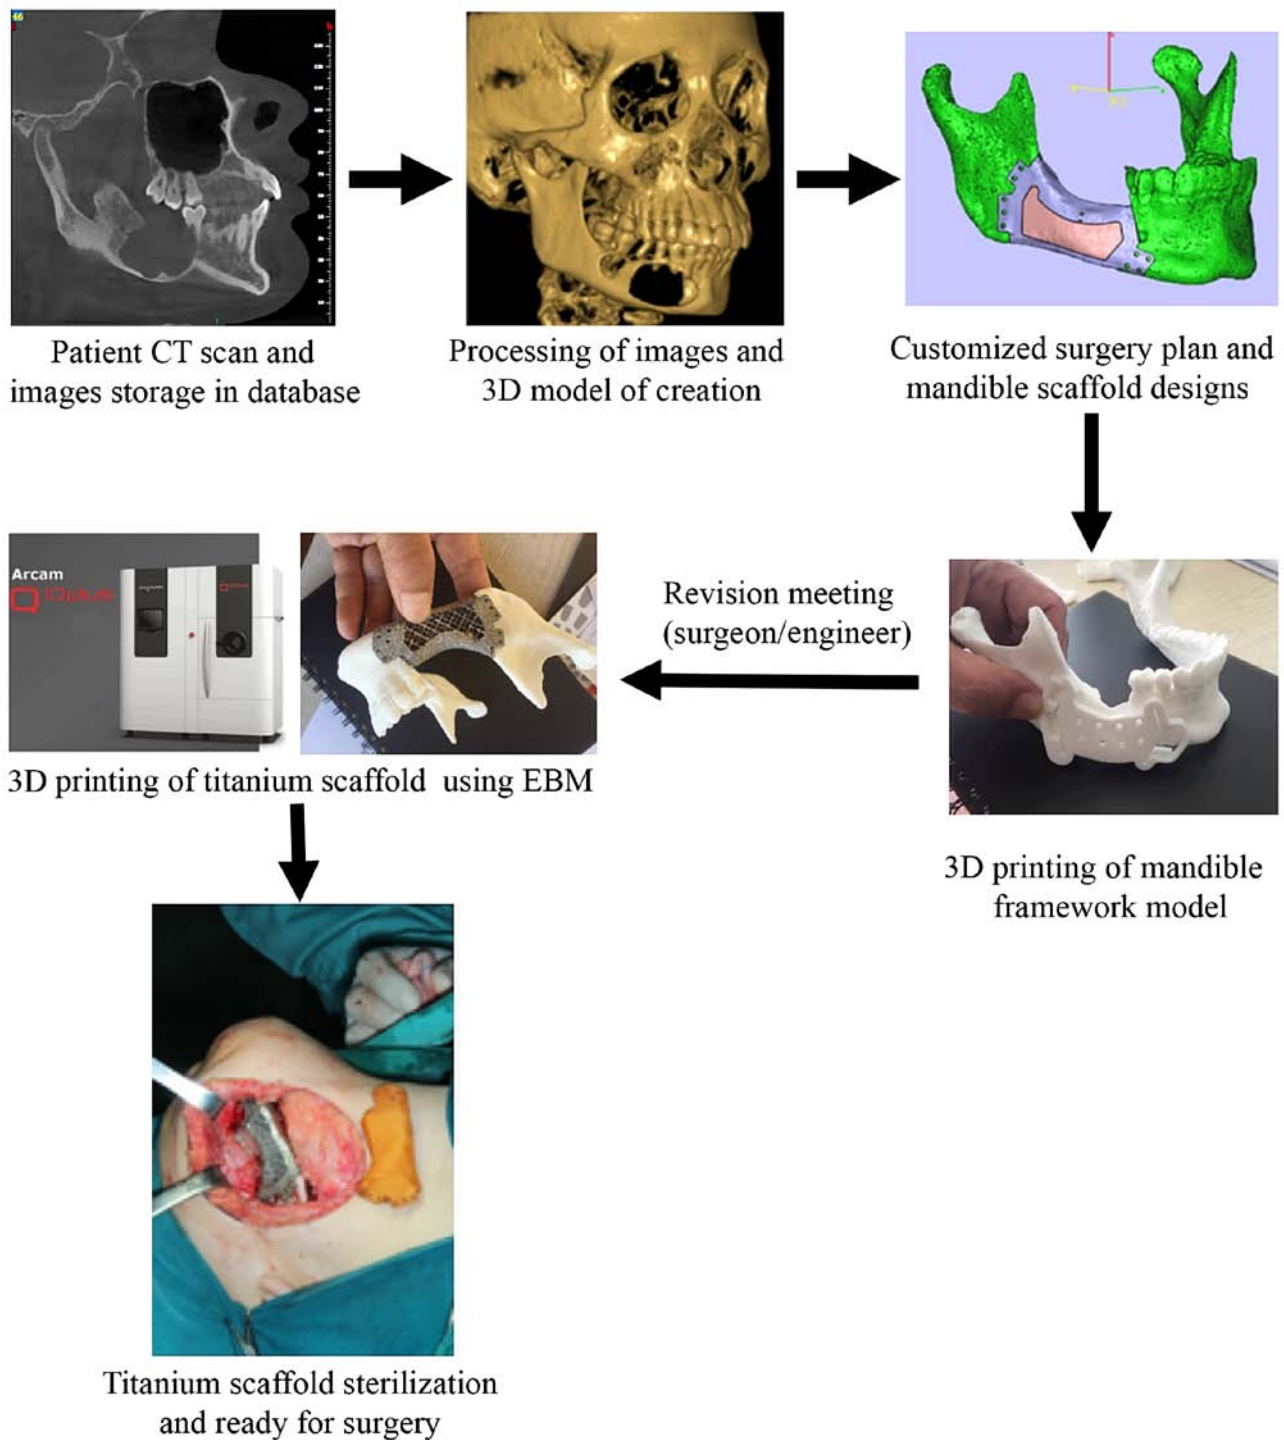 46
Patient CT scan and
images storage in database
Processing of images and
3D model of creation
Customized surgery plan and
mandible scaffold designs
Arcam
Revision meeting
(surgeon/engineer)
3D printing of titanium scaffold using EBM
3D printing of mandible
framework model
Titanium scaffold sterilization
and ready for surgery